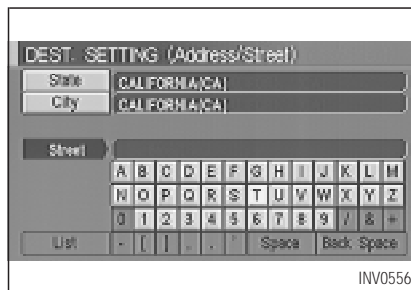 DEST. SETTING (Address/Street)
State CALIFORNIA(CA)
City CALIFORNIA(CA)
Street
A B C D E F G H I J K L M
N O P Q R S T U V W X Y Z
0 1 2 3 4 5 6 7 8 9 / & +
List - [ ] , . ' Space Back Space
INV0556